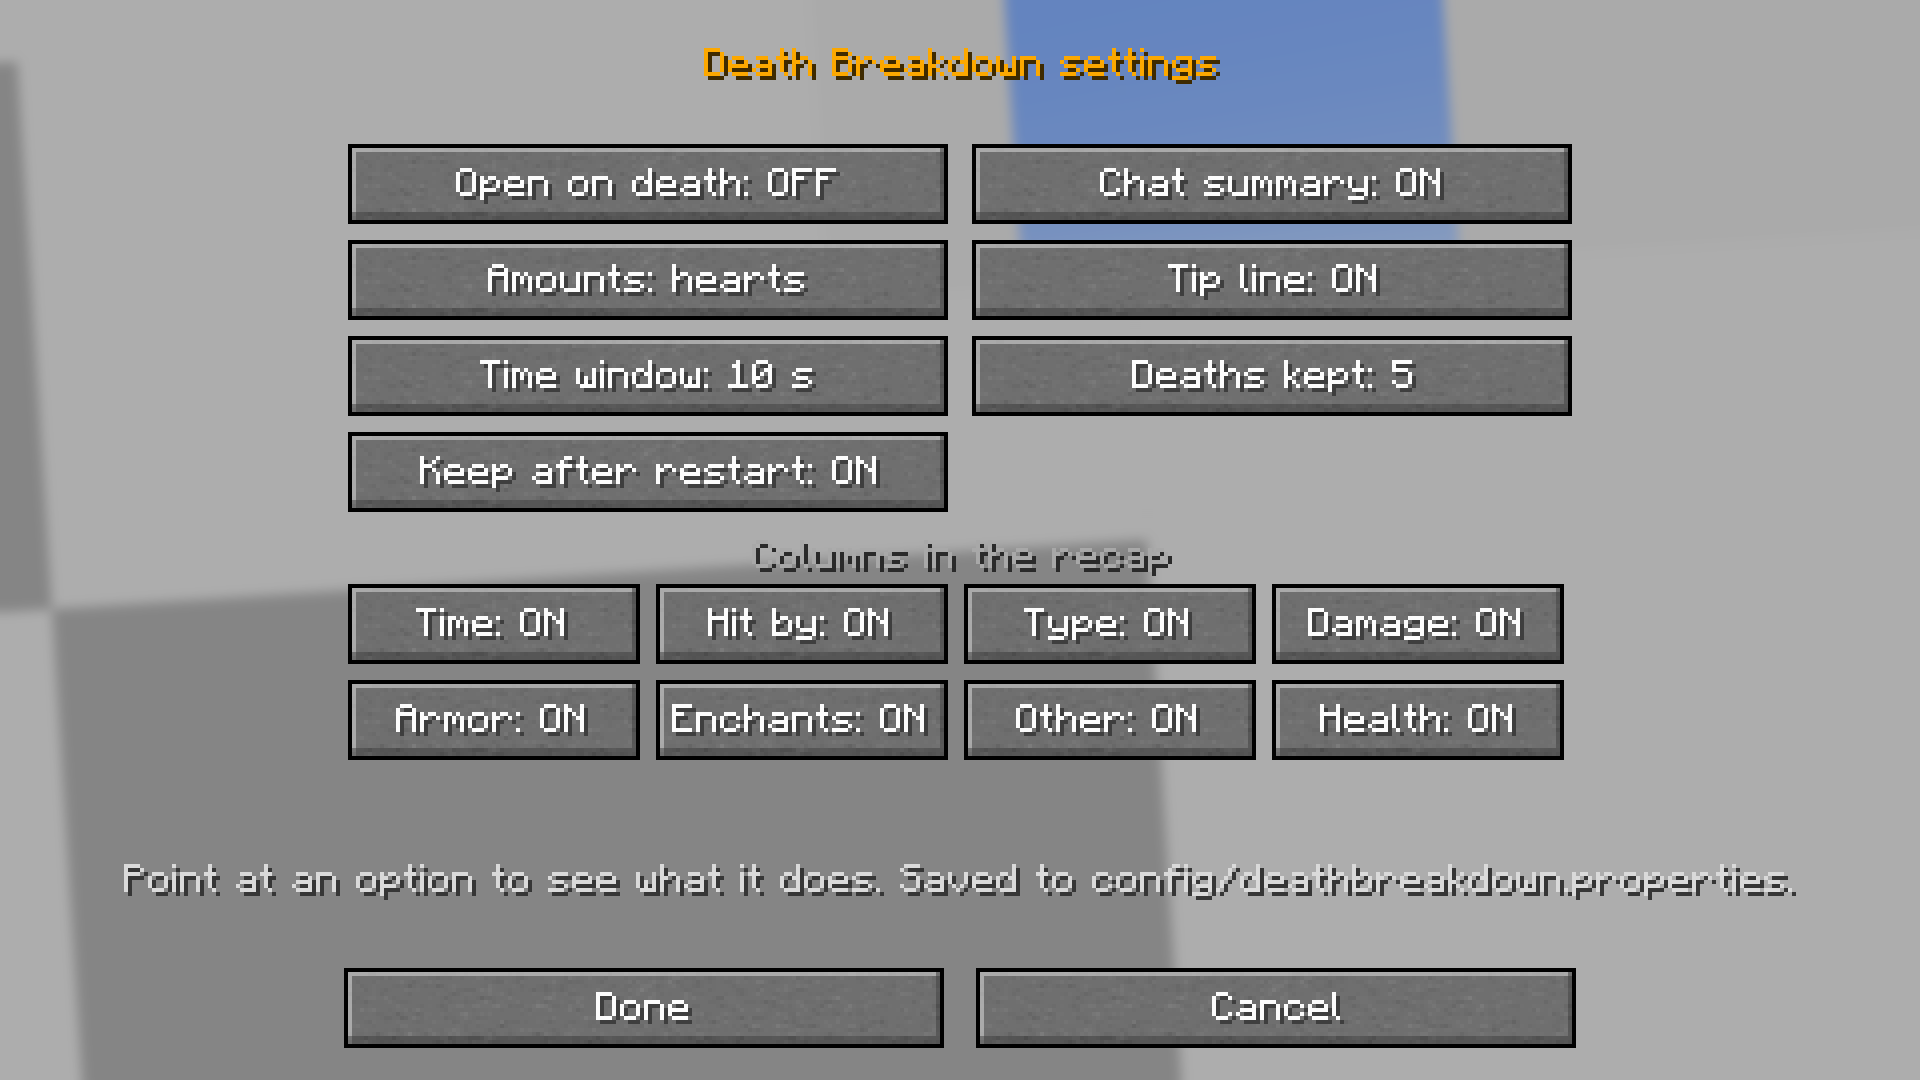 Death Breakdown settings
Open on death: OFF
Chat summary: ON
Amounts: hearts
Tip line: ON
Time window: 10 s
Deaths kept: 5
Keep after restart: ON
Columns in the recap
Time: ON
Hit by: ON
Type: ON
Damage: ON
Armor: ON
Enchants: ON
Other: ON
Health: ON
Point at an option to see what it does. Saved to config/deathbreakdown.properties.
Done
Cancel